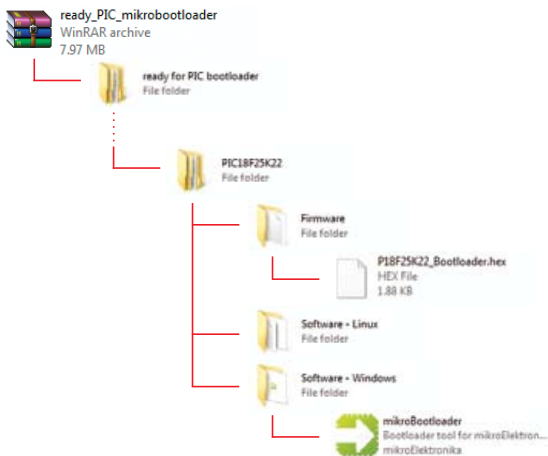 ready_PIC_mikrobootloader
WinRAR archive
7.97 MB
ready for PIC bootloader
File folder
PIC18F25K22
File folder
Firmware
File folder
P18F25K22_Bootloader.hex
HEX File
1.88 KB
Software - Linux
File folder
Software - Windows
File folder
mikroBootloader
Bootloader tool for mikroElektron...
mikroElektronika